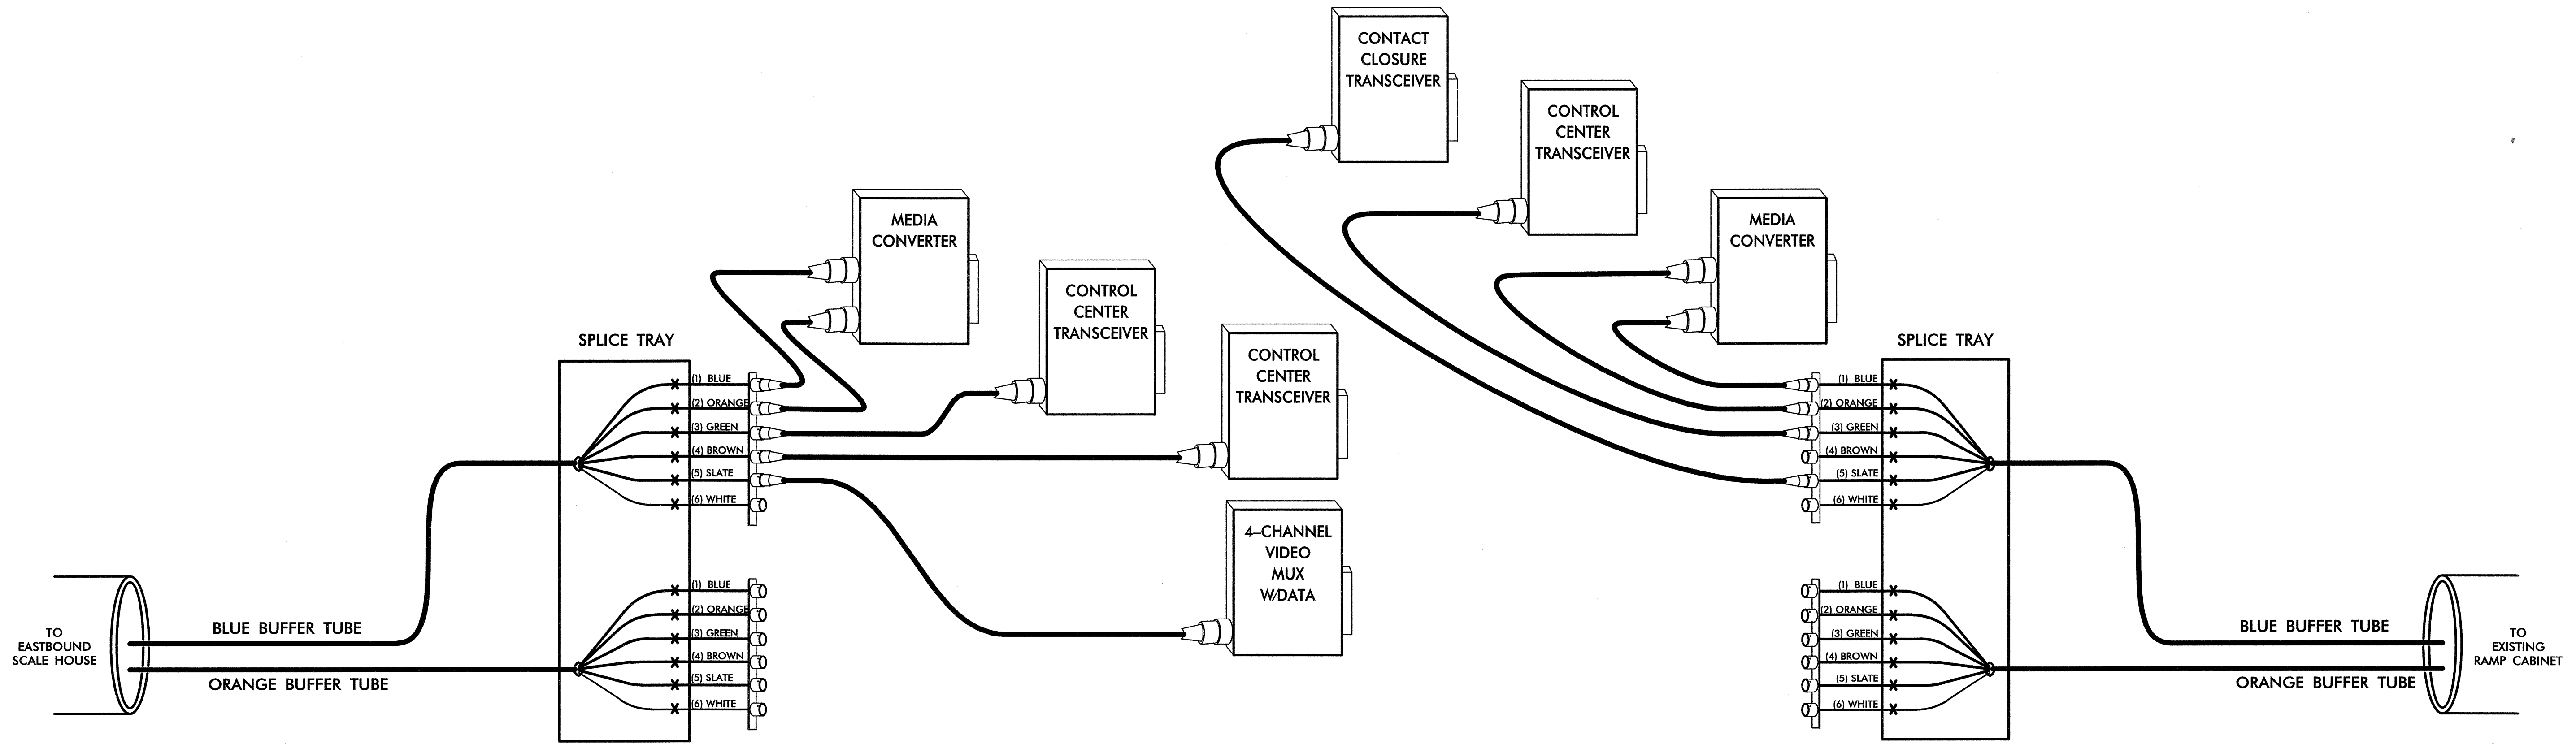 CONTACT
CLOSURE
TRANSCEIVER
CONTROL
CENTER
TRANSCEIVER
MEDIA
CONVERTER
MEDIA
CONVERTER
CONTROL
CENTER
TRANSCEIVER
CONTROL
CENTER
TRANSCEIVER
4-CHANNEL
VIDEO
MUX
W/DATA
SPLICE TRAY
(1) BLUE
(2) ORANGE
(3) GREEN
(4) BROWN
(5) SLATE
(6) WHITE
(1) BLUE
(2) ORANGE
(3) GREEN
(4) BROWN
(5) SLATE
(6) WHITE
TO
EASTBOUND
SCALE HOUSE
BLUE BUFFER TUBE
ORANGE BUFFER TUBE
SPLICE TRAY
(1) BLUE
(2) ORANGE
(3) GREEN
(4) BROWN
(5) SLATE
(6) WHITE
(1) BLUE
(2) ORANGE
(3) GREEN
(4) BROWN
(5) SLATE
(6) WHITE
BLUE BUFFER TUBE
ORANGE BUFFER TUBE
TO
EXISTING
RAMP CABINET